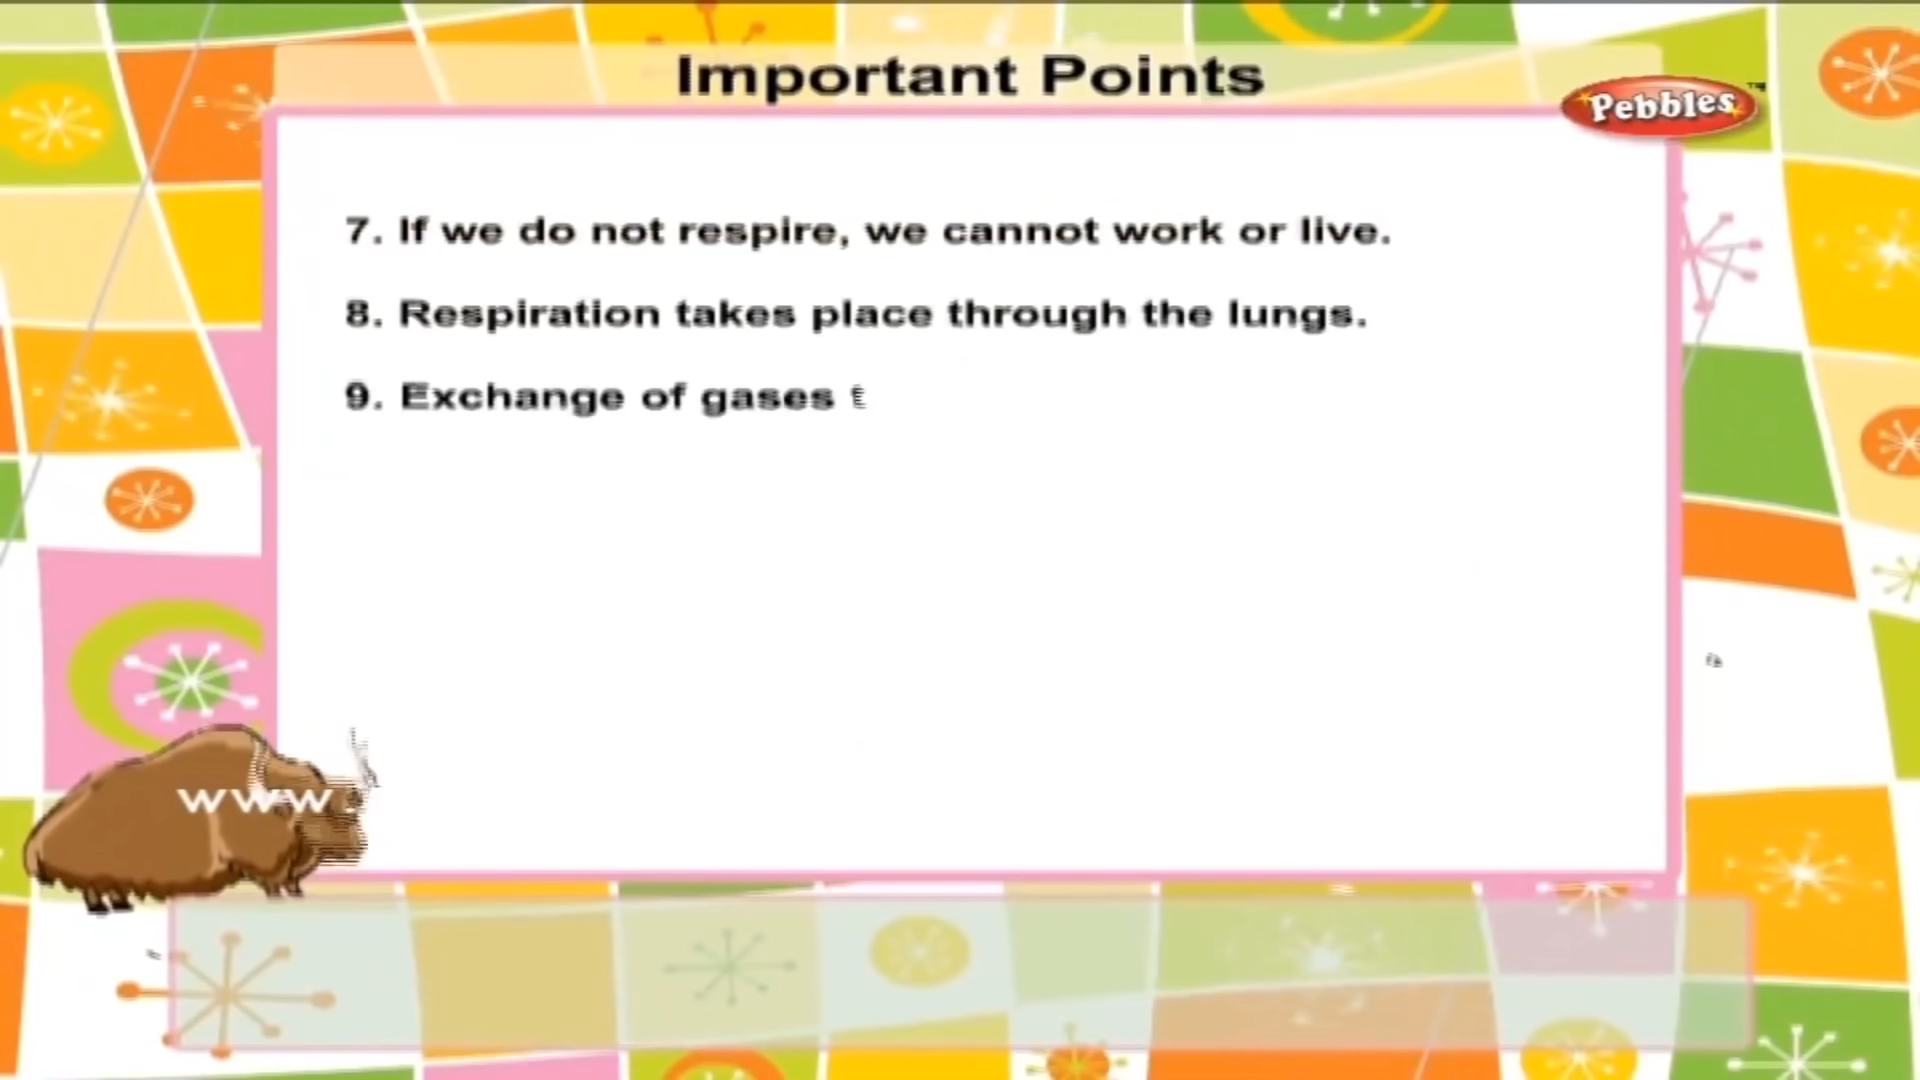 Important Points
Pebbles™
7. If we do not respire, we cannot work or live.
8. Respiration takes place through the lungs.
9. Exchange of gases
www.